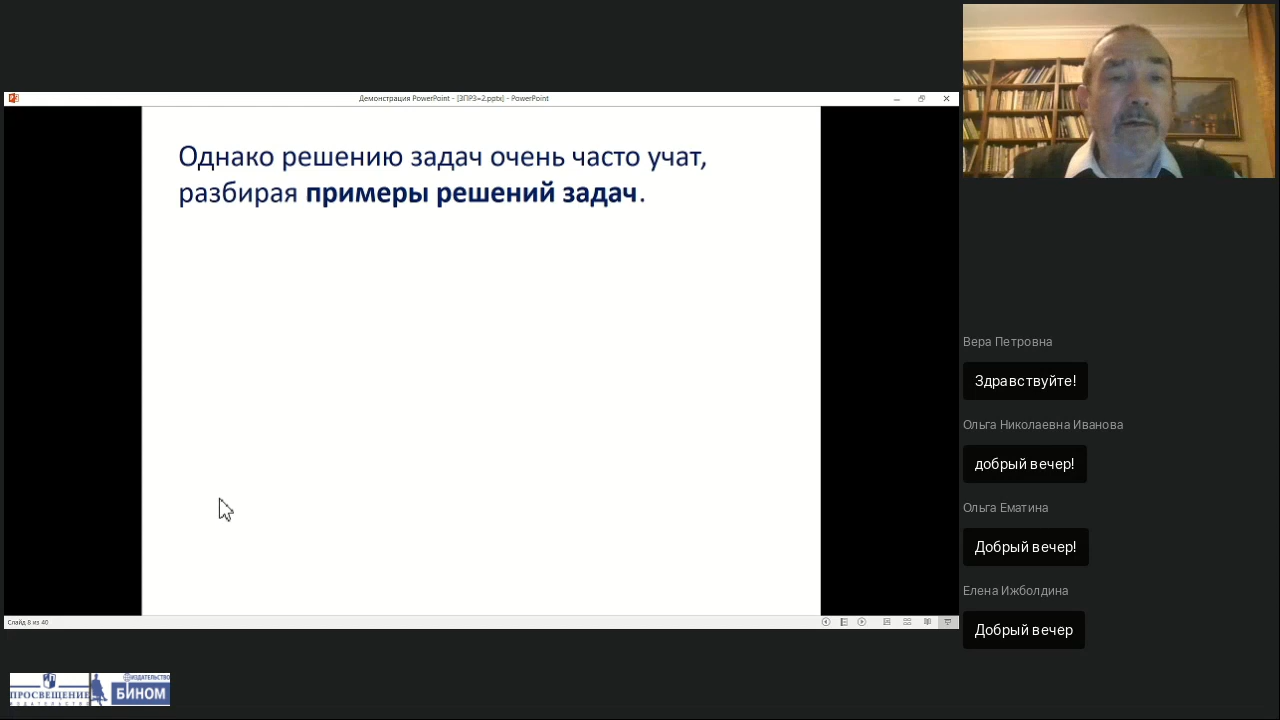 Демонстрация PowerPoint - [ЗПРЗ=2.pptx] - PowerPoint
Однако решению задач очень часто учат,
разбирая примеры решений задач.
Слайд 8 из 40
Вера Петровна
Здравствуйте!
Ольга Николаевна Иванова
добрый вечер!
Ольга Ематина
Добрый вечер!
Елена Ижболдина
Добрый вечер
ПРОСВЕЩЕНИЕ
ИЗДАТЕЛЬСТВО
ИЗДАТЕЛЬСТВО
БИНОМ